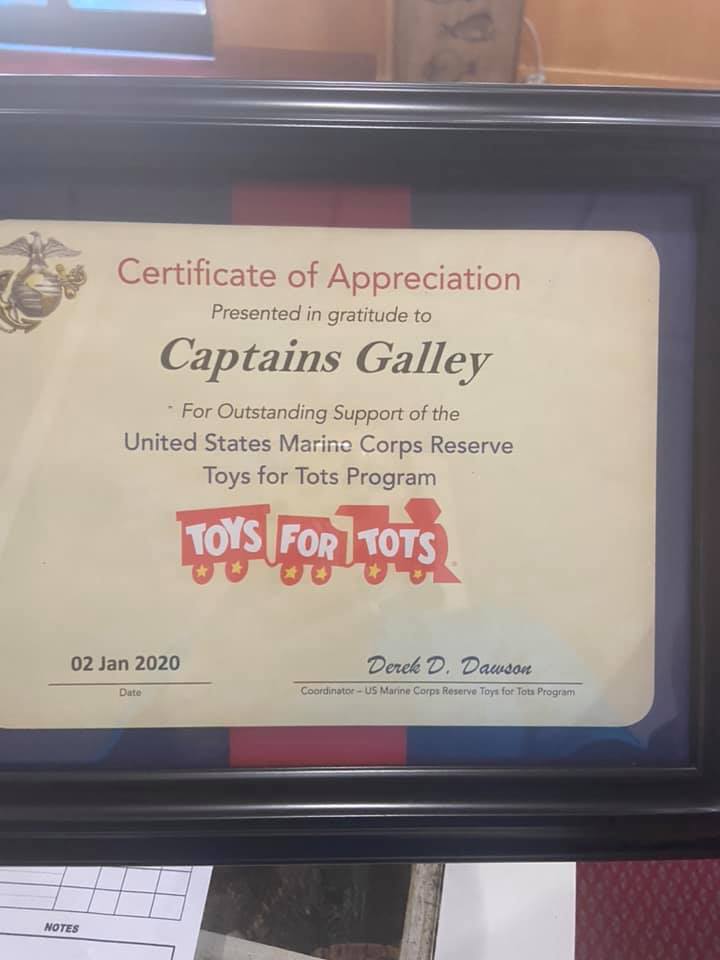 Certificate of Appreciation
Presented in gratitude to
Captains Galley
For Outstanding Support of the
United States Marine Corps Reserve
Toys for Tots Program
TOYS FOR TOTS
02 Jan 2020
Derek D. Dawson
Date
Coordinator – US Marine Corps Reserve Toys for Tots Program
NOTES